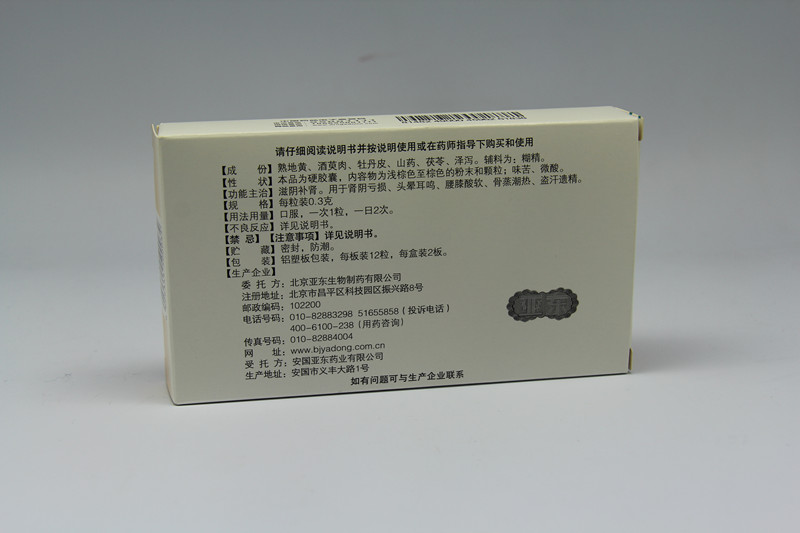 请仔细阅读说明书并按说明使用或在药师指导下购买和使用
【成　份】熟地黄、酒萸肉、牡丹皮、山药、茯苓、泽泻。辅料为：糊精。
【性　状】本品为硬胶囊，内容物为浅棕色至棕色的粉末和颗粒；味苦、微酸。
【功能主治】滋阴补肾。用于肾阴亏损、头晕耳鸣、腰膝酸软、骨蒸潮热、盗汗遗精。
【规　格】每粒装0.3克
【用法用量】口服，一次1粒，一日2次。
【不良反应】详见说明书。
【禁 忌】【注意事项】详见说明书。
【贮　藏】密封，防潮。
【包　装】铝塑板包装，每板装12粒，每盒装2板。
【生产企业】
委 托 方：北京亚东生物制药有限公司
注册地址：北京市昌平区科技园区振兴路8号
邮政编码：102200
电话号码：010-82883298 51655858（投诉电话）
400-6100-238（用药咨询）
传真号码：010-82884004
网　　址：www.bjyadong.com.cn
受 托 方：安国亚东药业有限公司
生产地址：安国市义丰大路1号
如有问题可与生产企业联系
亚东